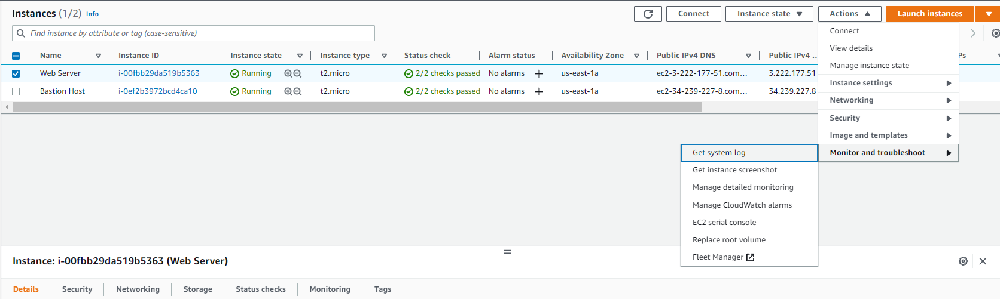 Instances (1/2) Info Connect Instance state Actions Launch instances
Find instance by attribute or tag (case-sensitive)
Connect
View details
Manage instance state
Instance settings
Networking
Security
Image and templates
Monitor and troubleshoot
Name Instance ID Instance state Instance type Status check Alarm status Availability Zone Public IPv4 DNS Public IPv4 ... Ps
Web Server i-00fbb29da519b5363 Running t2.micro 2/2 checks passed No alarms + us-east-1a ec2-3-222-177-51.com... 3.222.177.51
Bastion Host i-0ef2b3972bcd4ca10 Running t2.micro 2/2 checks passed No alarms + us-east-1a ec2-34-239-227-8.com... 34.239.227.8
Get system log
Get instance screenshot
Manage detailed monitoring
Manage CloudWatch alarms
EC2 serial console
Replace root volume
Fleet Manager
Instance: i-00fbb29da519b5363 (Web Server)
Details Security Networking Storage Status checks Monitoring Tags